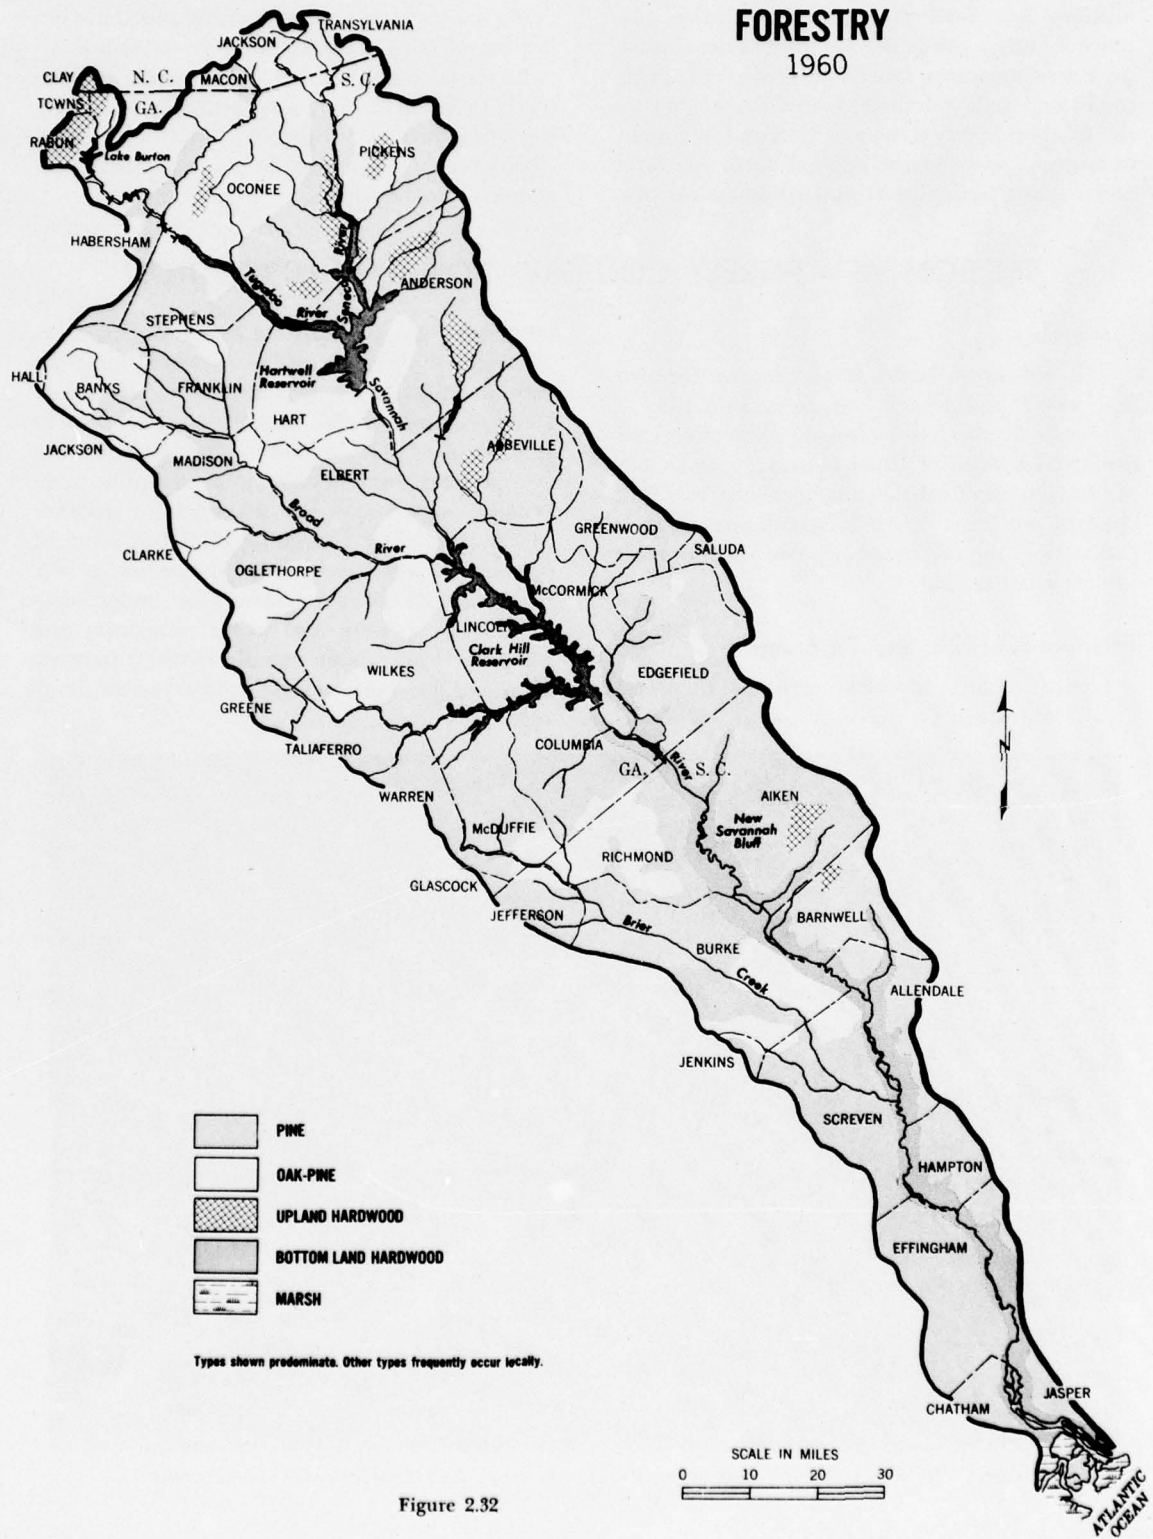 FORESTRY
1960
TRANSYLVANIA
JACKSON
CLAY
N. C.
MACON
S. C.
TOWNS
GA.
RABUN
Lake Burton
PICKENS
OCONEE
HABERSHAM
Seneca River
Tugaloo River
ANDERSON
STEPHENS
HALL
BANKS
FRANKLIN
Hartwell
Reservoir
Savannah
HART
JACKSON
MADISON
ELBERT
ABBEVILLE
Broad River
GREENWOOD
SALUDA
CLARKE
OGLETHORPE
McCORMICK
LINCOLN
Clark Hill
Reservoir
WILKES
EDGEFIELD
GREENE
TALIAFERRO
COLUMBIA
GA.
River
S. C.
WARREN
AIKEN
McDUFFIE
New
Savannah
Bluff
RICHMOND
GLASCOCK
JEFFERSON
Brier Creek
BARNWELL
BURKE
ALLENDALE
JENKINS
SCREVEN
HAMPTON
EFFINGHAM
JASPER
CHATHAM
ATLANTIC
OCEAN
N
PINE
OAK-PINE
UPLAND HARDWOOD
BOTTOM LAND HARDWOOD
MARSH
Types shown predominate. Other types frequently occur locally.
SCALE IN MILES
0 10 20 30
Figure 2.32